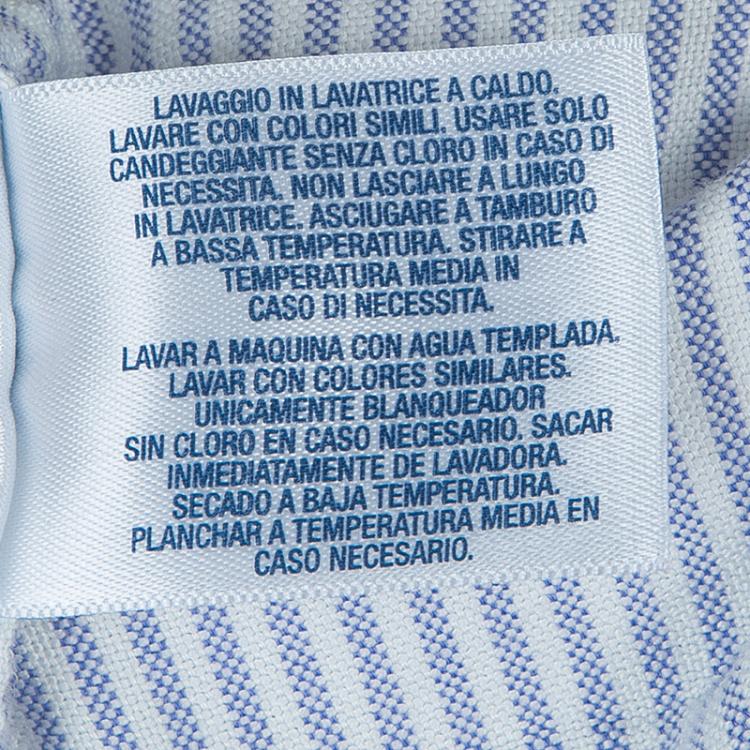 LAVAGGIO IN LAVATRICE A CALDO.
LAVARE CON COLORI SIMILI. USARE SOLO
CANDEGGIANTE SENZA CLORO IN CASO DI
NECESSITA. NON LASCIARE A LUNGO
IN LAVATRICE. ASCIUGARE A TAMBURO
A BASSA TEMPERATURA. STIRARE A
TEMPERATURA MEDIA IN
CASO DI NECESSITA.
LAVAR A MAQUINA CON AGUA TEMPLADA.
LAVAR CON COLORES SIMILARES.
UNICAMENTE BLANQUEADOR
SIN CLORO EN CASO NECESARIO. SACAR
INMEDIATAMENTE DE LAVADORA.
SECADO A BAJA TEMPERATURA.
PLANCHAR A TEMPERATURA MEDIA EN
CASO NECESARIO.